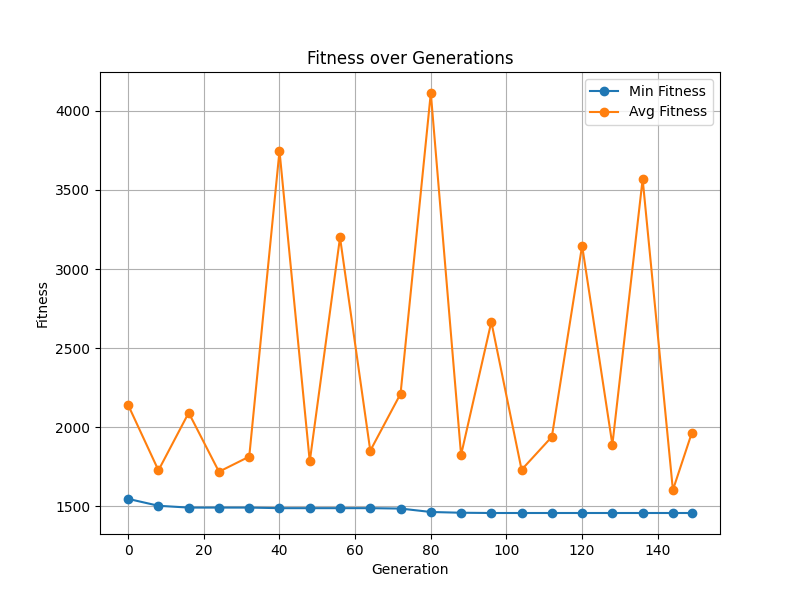 Fitness over Generations
Min Fitness
Avg Fitness
4000
3500
3000
2500
2000
1500
Fitness
0 20 40 60 80 100 120 140
Generation